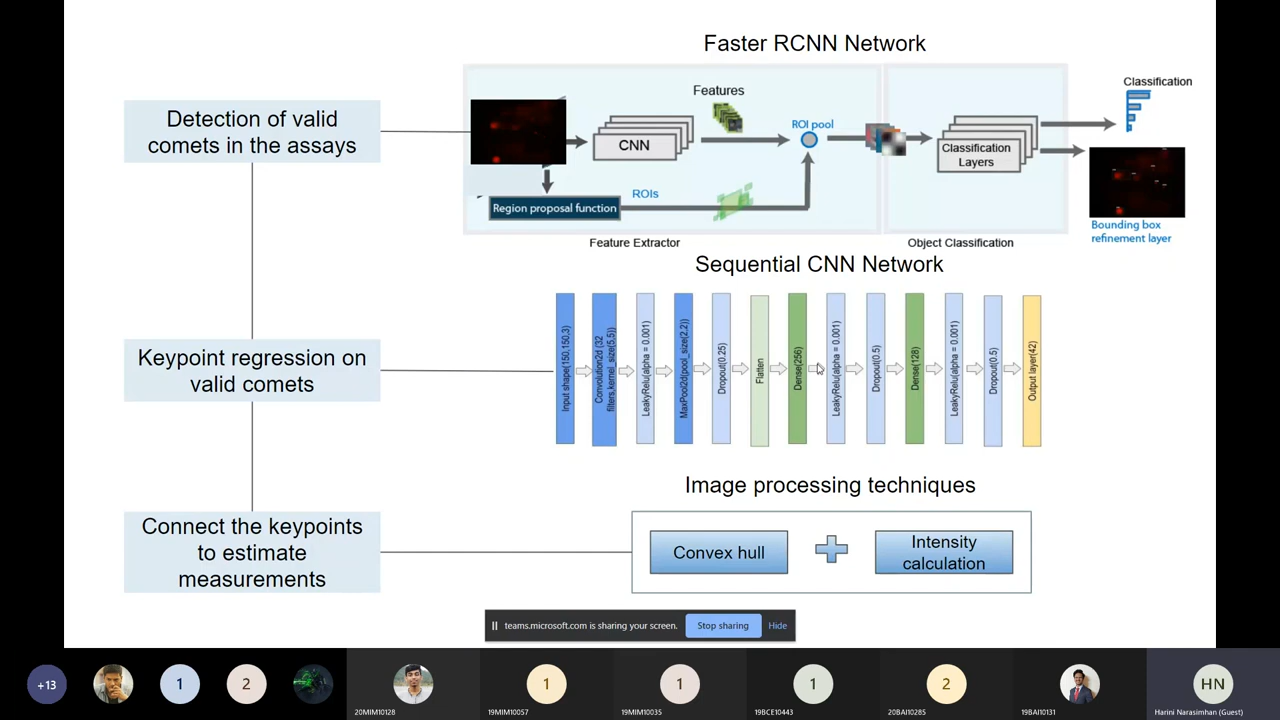 Faster RCNN Network
Detection of valid
comets in the assays
Features
Classification
ROI pool
CNN
Classification
Layers
ROIs
Region proposal function
Bounding box
refinement layer
Feature Extractor
Object Classification
Sequential CNN Network
Keypoint regression on
valid comets
Input shape(150,150,3)
Convolution2d (32
filters,kernel_size(5,5))
LeakyRelu(alpha = 0.001)
MaxPool2d(pool_size(2,2))
Dropout(0.25)
Flatten
Dense(256)
LeakyRelu(alpha = 0.001)
Dropout(0.5)
Dense(128)
LeakyRelu(alpha = 0.001)
Dropout(0.5)
Output layer(42)
Image processing techniques
Connect the keypoints
to estimate
measurements
Convex hull
Intensity
calculation
teams.microsoft.com is sharing your screen.
Stop sharing
Hide
+13
1
2
1
1
1
2
HN
20MIM10128
19MIM10057
19MIM10035
19BCE10443
20BAI10285
19BAI10131
Harini Narasimhan (Guest)